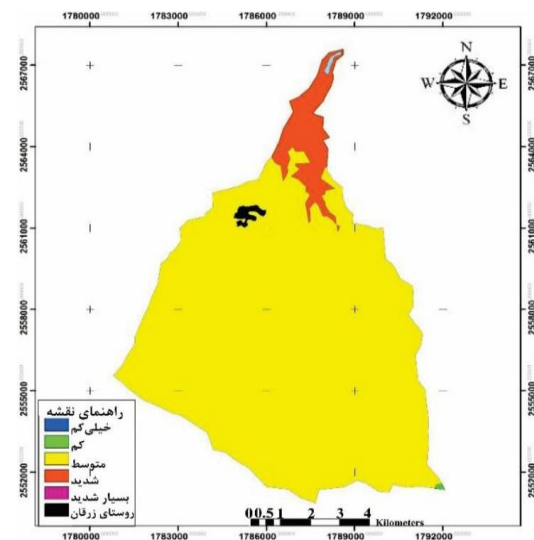 1780000 1783000 1786000 1789000 1792000
2567000 2567000
2564000 2564000
2561000 2561000
2558000 2558000
2555000 2555000
2552000 2552000
N
W E
S
راهنمای نقشه
خیلی کم
کم
متوسط
شدید
بسیار شدید
روستای زرقان
0 0.5 1 2 3 4
Kilometers
1780000 1783000 1786000 1789000 1792000